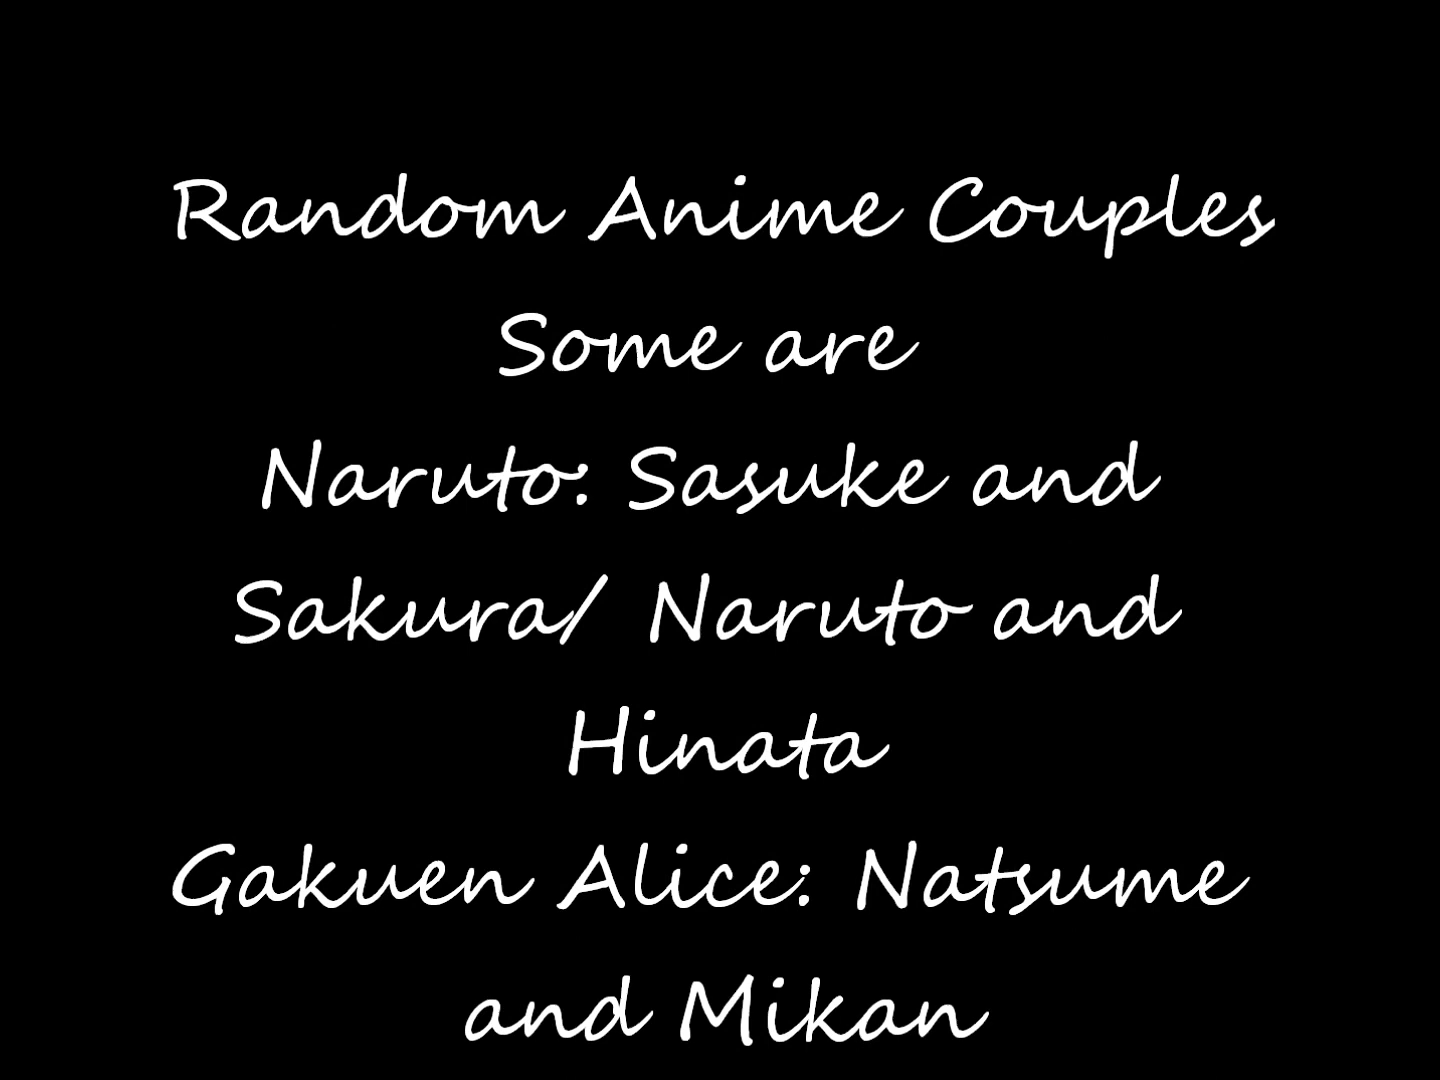 Random Anime Couples
Some are
Naruto: Sasuke and
Sakura/ Naruto and
Hinata
Gakuen Alice: Natsume
and Mikan